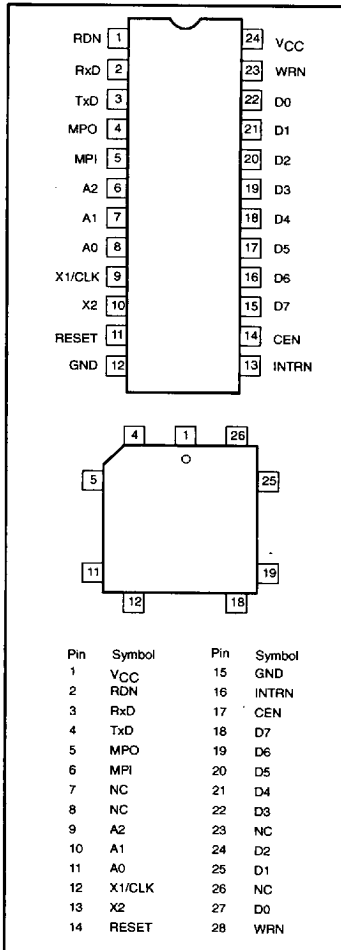 RDN 1 24 VCC
RxD 2 23 WRN
TxD 3 22 D0
MPO 4 21 D1
MPI 5 20 D2
A2 6 19 D3
A1 7 18 D4
A0 8 17 D5
X1/CLK 9 16 D6
X2 10 15 D7
RESET 11 14 CEN
GND 12 13 INTRN
4 1 26
5 25
11 19
12 18
Pin Symbol Pin Symbol
1 VCC 15 GND
2 RDN 16 INTRN
3 RxD 17 CEN
4 TxD 18 D7
5 MPO 19 D6
6 MPI 20 D5
7 NC 21 D4
8 NC 22 D3
9 A2 23 NC
10 A1 24 D2
11 A0 25 D1
12 X1/CLK 26 NC
13 X2 27 D0
14 RESET 28 WRN